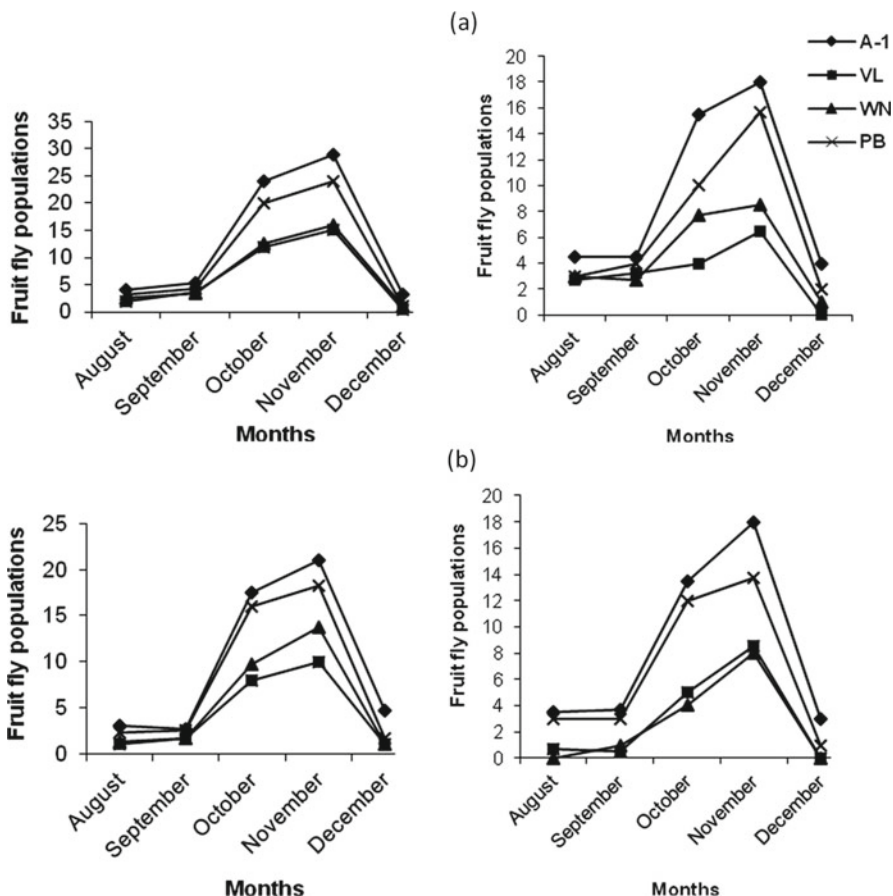 (a)
Fruit fly populations
35
30
25
20
15
10
5
0
August
September
October
November
December
Months
Fruit fly populations
20
18
16
14
12
10
8
6
4
2
0
August
September
October
November
December
Months
A-1
VL
WN
PB
(b)
Fruit fly populations
25
20
15
10
5
0
August
September
October
November
December
Months
Fruit fly populations
20
18
16
14
12
10
8
6
4
2
0
August
September
October
November
December
Months